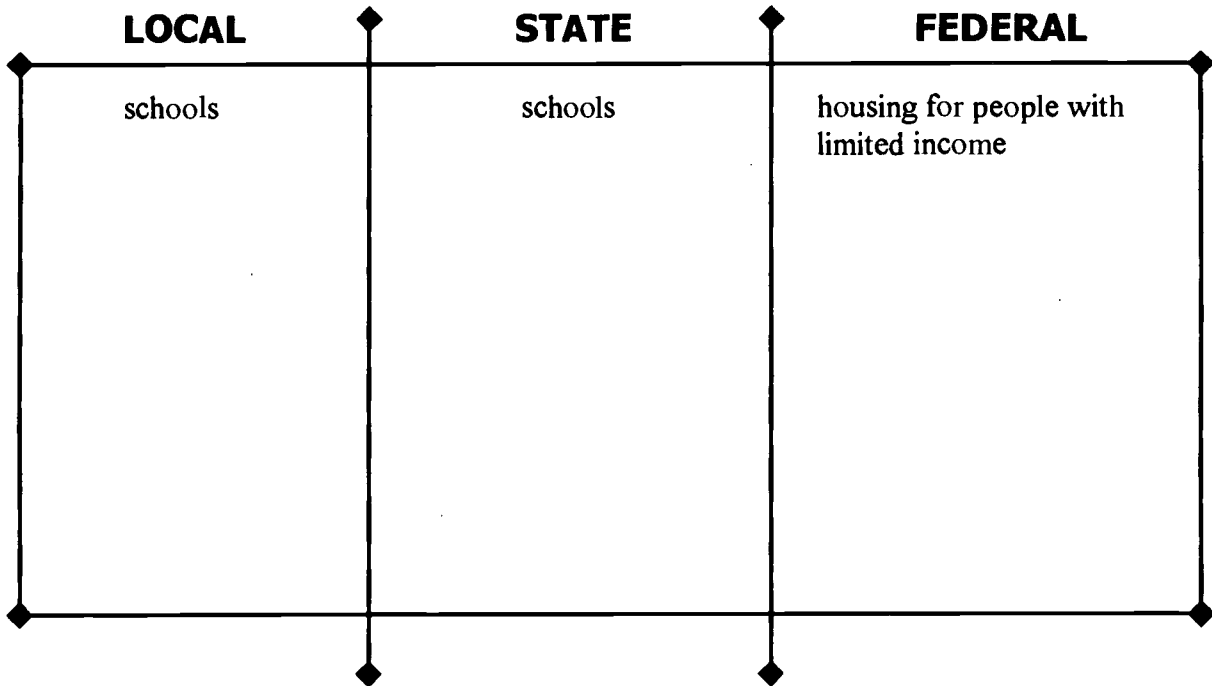 LOCAL
STATE
FEDERAL
schools
schools
housing for people with
limited income